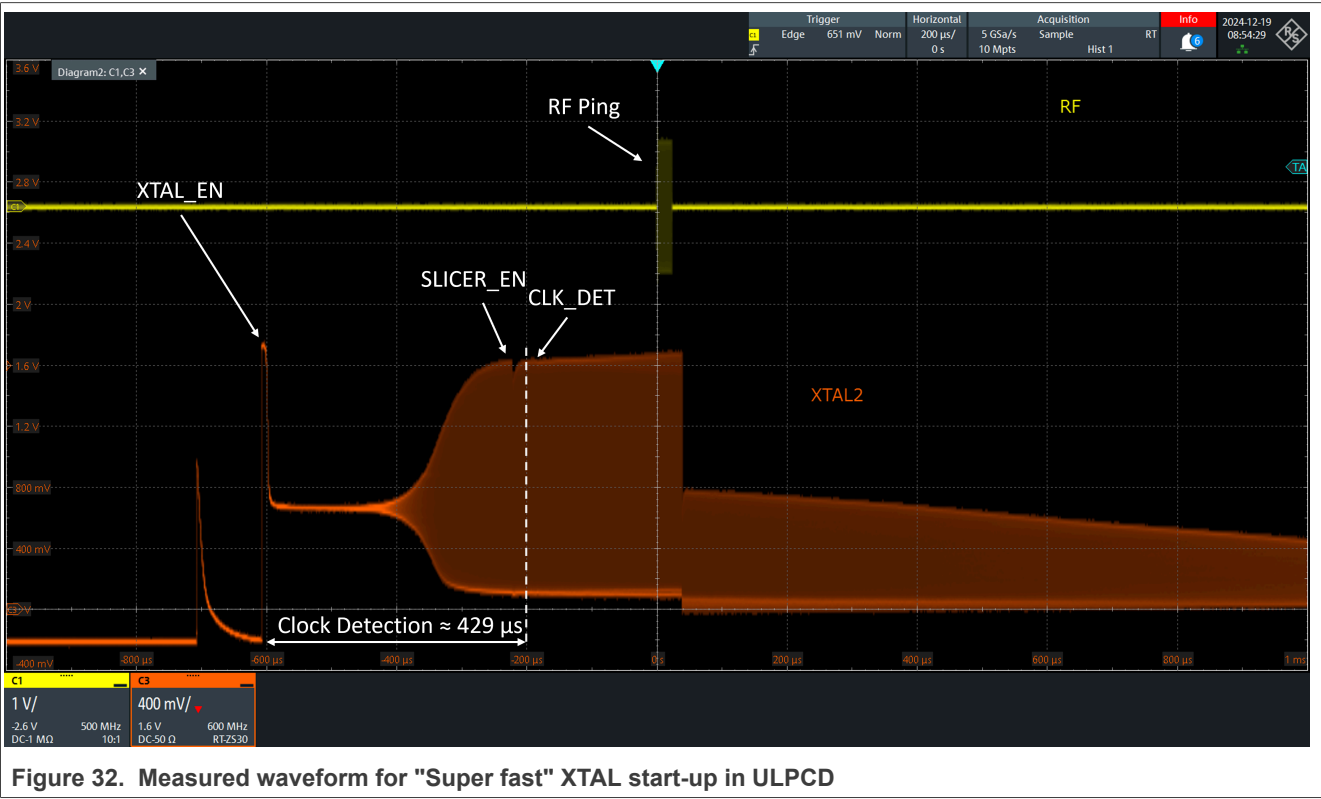 Trigger Horizontal Acquisition Info 2024-12-19
C1 Edge 651 mV Norm 200 µs/ 5 GSa/s Sample RT 6 08:54:29
0 s 10 Mpts Hist 1
R&S
3.6 V Diagram2: C1,C3 ×
RF Ping RF
3.2 V
TA
2.8 V
XTAL_EN
C1
2.4 V
SLICER_EN
CLK_DET
2 V
1.6 V
XTAL2
1.2 V
800 mV
400 mV
Clock Detection ≈ 429 µs
-400 mV -800 µs -600 µs -400 µs -200 µs 0 s 200 µs 400 µs 600 µs 800 µs 1 ms
C1 C3
1 V/ 400 mV/
-2.6 V 500 MHz 1.6 V 600 MHz
DC-1 MΩ 10:1 DC-50 Ω RT-ZS30
Figure 32. Measured waveform for "Super fast" XTAL start-up in ULPCD